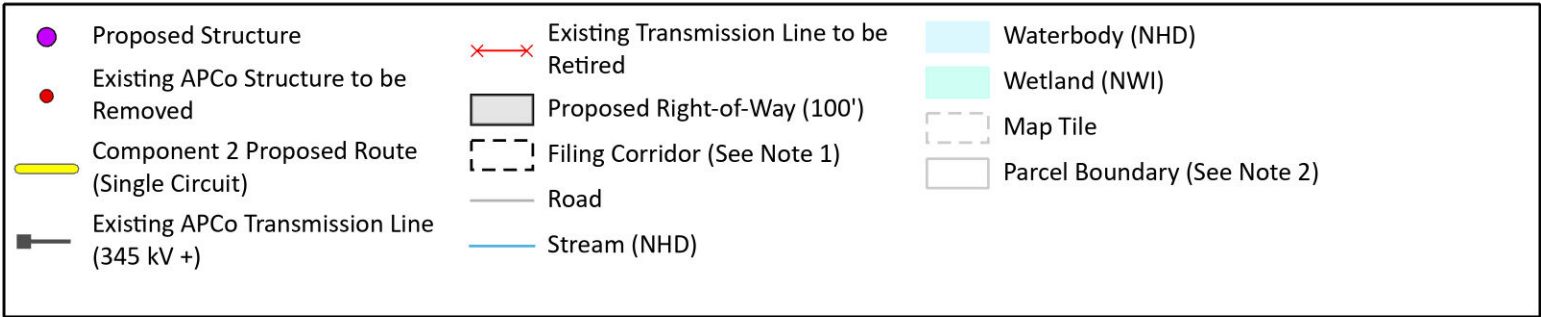 Proposed Structure
Existing APCo Structure to be
Removed
Component 2 Proposed Route
(Single Circuit)
Existing APCo Transmission Line
(345 kV +)
Existing Transmission Line to be
Retired
Proposed Right-of-Way (100')
Filing Corridor (See Note 1)
Road
Stream (NHD)
Waterbody (NHD)
Wetland (NWI)
Map Tile
Parcel Boundary (See Note 2)